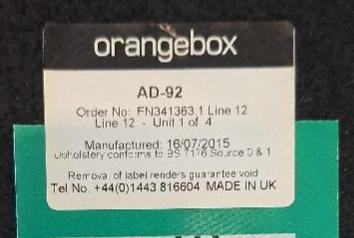 orangebox
AD-92
Order No: FN341363.1 Line 12
Line 12 - Unit 1 of 4
Manufactured: 16/07/2015
Upholstery conforms to BS 7176 Source 0 & 1
Removal of label renders guarantee void
Tel No. +44(0)1443 816604 MADE IN UK